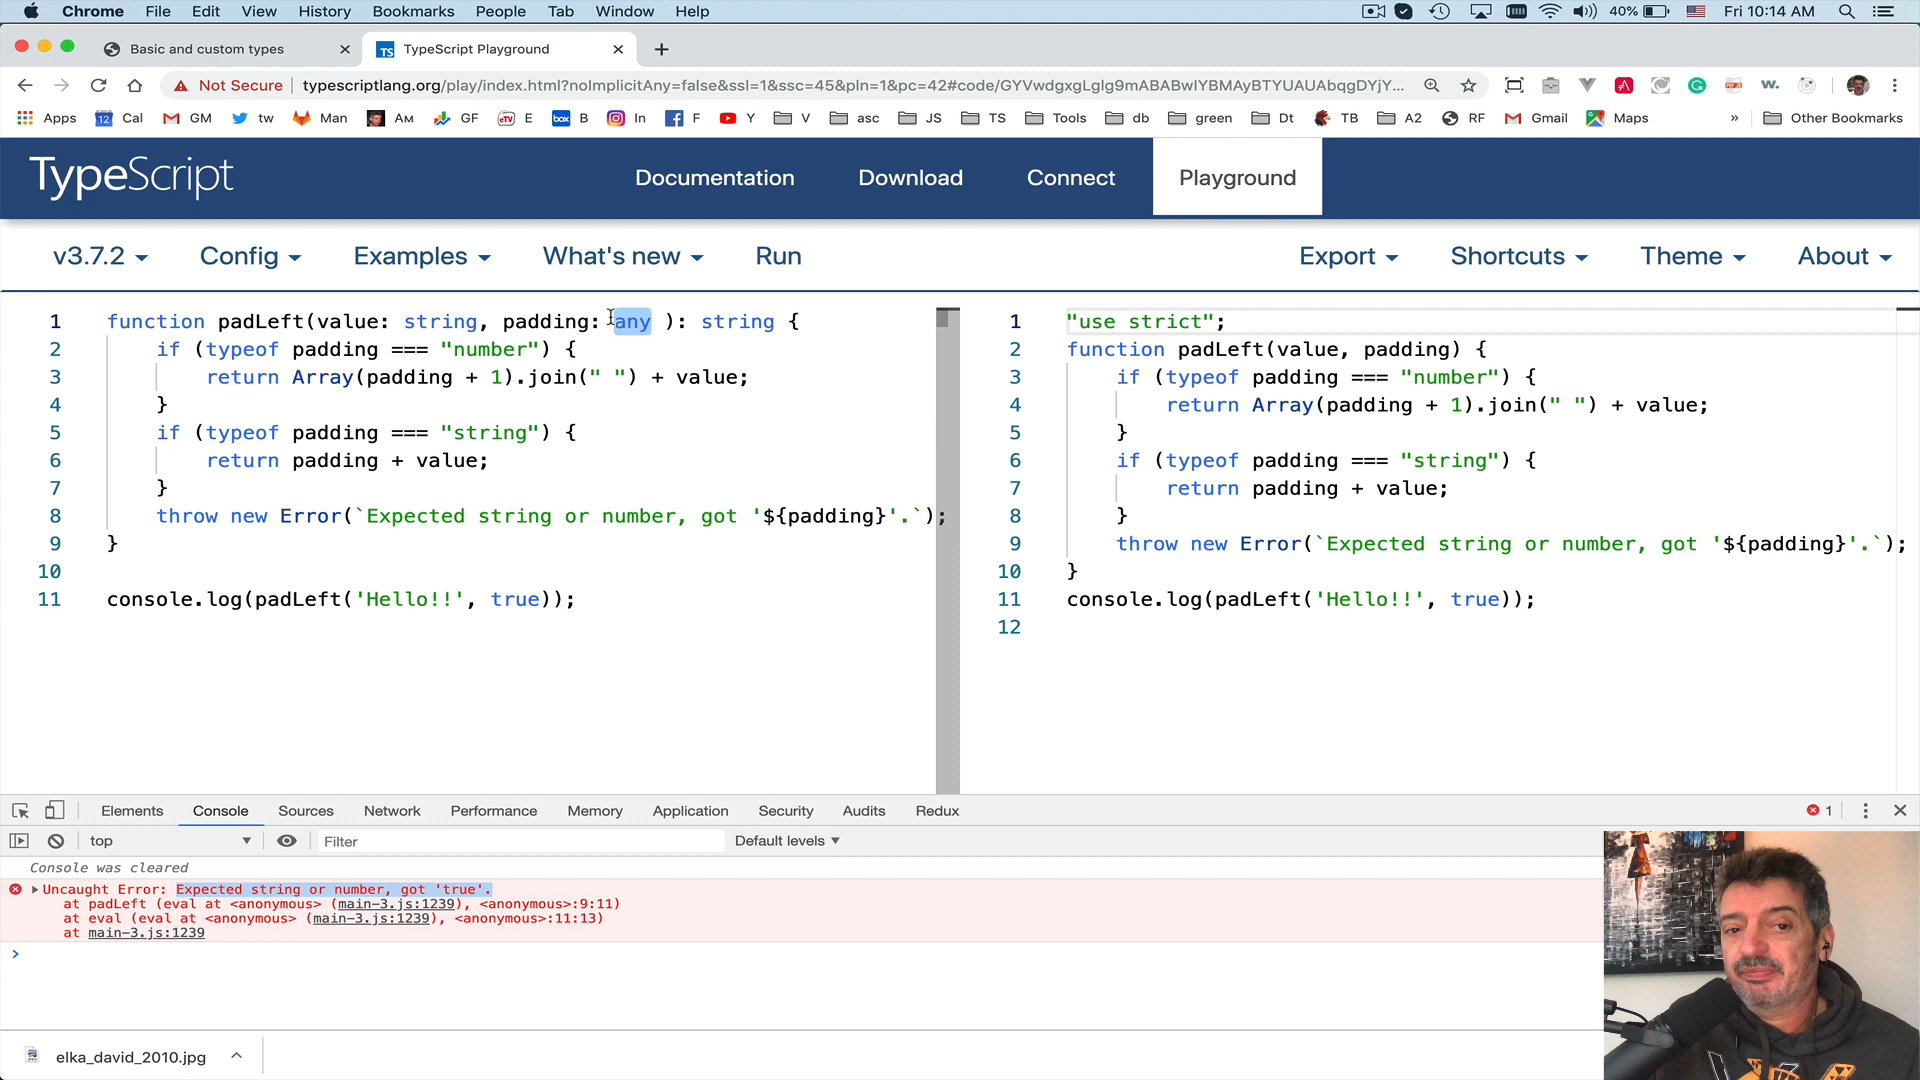 Chrome File Edit View History Bookmarks People Tab Window Help 40% Fri 10:14 AM
Basic and custom types TS TypeScript Playground
Not Secure typescriptlang.org/play/index.html?noImplicitAny=false&ssl=1&ssc=45&pln=1&pc=42#code/GYVwdgxgLglg9mABABwIYBMAyBTYUAUAbqgDYjY...
Apps 12 Cal GM tw Man Ам GF eTV E box B In F Y V asc JS TS Tools db green Dt TB A2 RF Gmail Maps » Other Bookmarks
TypeScript Documentation Download Connect Playground
v3.7.2 Config Examples What's new Run Export Shortcuts Theme About
1 function padLeft(value: string, padding: any ): string {
2 if (typeof padding === "number") {
3 return Array(padding + 1).join(" ") + value;
4 }
5 if (typeof padding === "string") {
6 return padding + value;
7 }
8 throw new Error(`Expected string or number, got '${padding}'.`);
9 }
10
11 console.log(padLeft('Hello!!', true));
1 "use strict";
2 function padLeft(value, padding) {
3 if (typeof padding === "number") {
4 return Array(padding + 1).join(" ") + value;
5 }
6 if (typeof padding === "string") {
7 return padding + value;
8 }
9 throw new Error(`Expected string or number, got '${padding}'.`);
10 }
11 console.log(padLeft('Hello!!', true));
12
Elements Console Sources Network Performance Memory Application Security Audits Redux 1
top Filter Default levels
Console was cleared
Uncaught Error: Expected string or number, got 'true'.
at padLeft (eval at <anonymous> (main-3.js:1239), <anonymous>:9:11)
at eval (eval at <anonymous> (main-3.js:1239), <anonymous>:11:13)
at main-3.js:1239
>
elka_david_2010.jpg